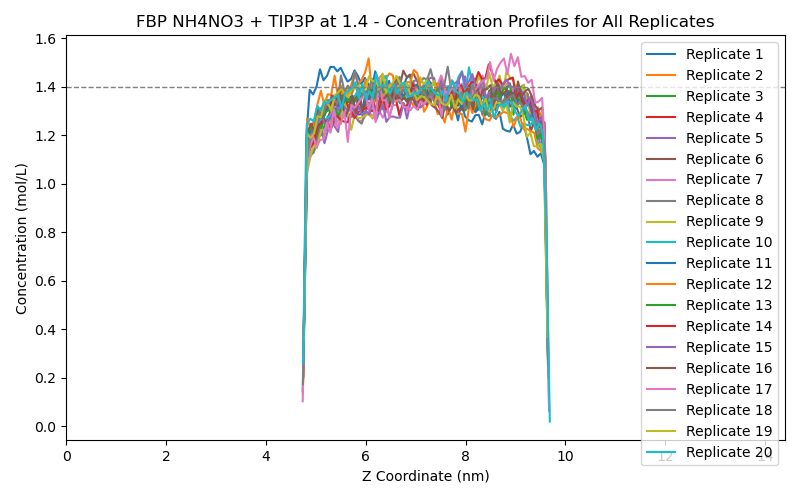 FBP NH4NO3 + TIP3P at 1.4 - Concentration Profiles for All Replicates
Concentration (mol/L)
1.6
1.4
1.2
1.0
0.8
0.6
0.4
0.2
0.0
Replicate 1
Replicate 2
Replicate 3
Replicate 4
Replicate 5
Replicate 6
Replicate 7
Replicate 8
Replicate 9
Replicate 10
Replicate 11
Replicate 12
Replicate 13
Replicate 14
Replicate 15
Replicate 16
Replicate 17
Replicate 18
Replicate 19
Replicate 20
0 2 4 6 8 10 12 14
Z Coordinate (nm)